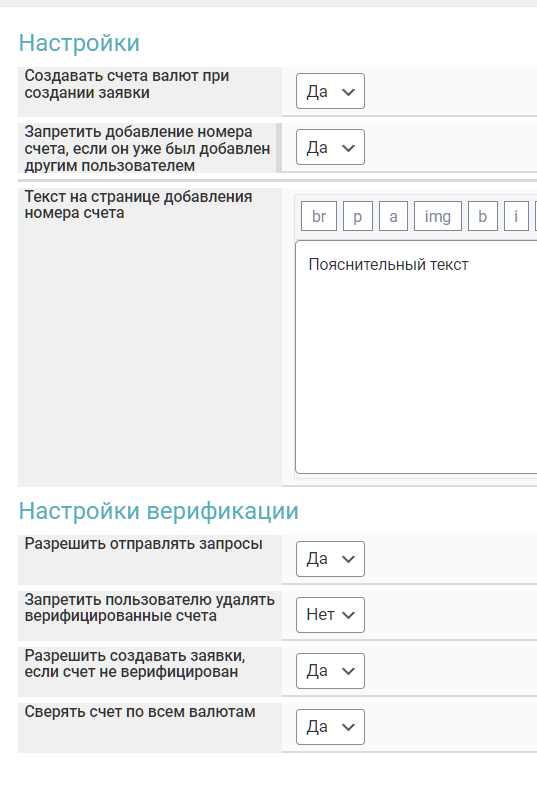 Настройки
Создавать счета валют при
создании заявки
Да
Запретить добавление номера
счета, если он уже был добавлен
другим пользователем
Да
Текст на странице добавления
номера счета
br p a img b i
Пояснительный текст
Настройки верификации
Разрешить отправлять запросы
Да
Запретить пользователю удалять
верифицированные счета
Нет
Разрешить создавать заявки,
если счет не верифицирован
Да
Сверять счет по всем валютам
Да